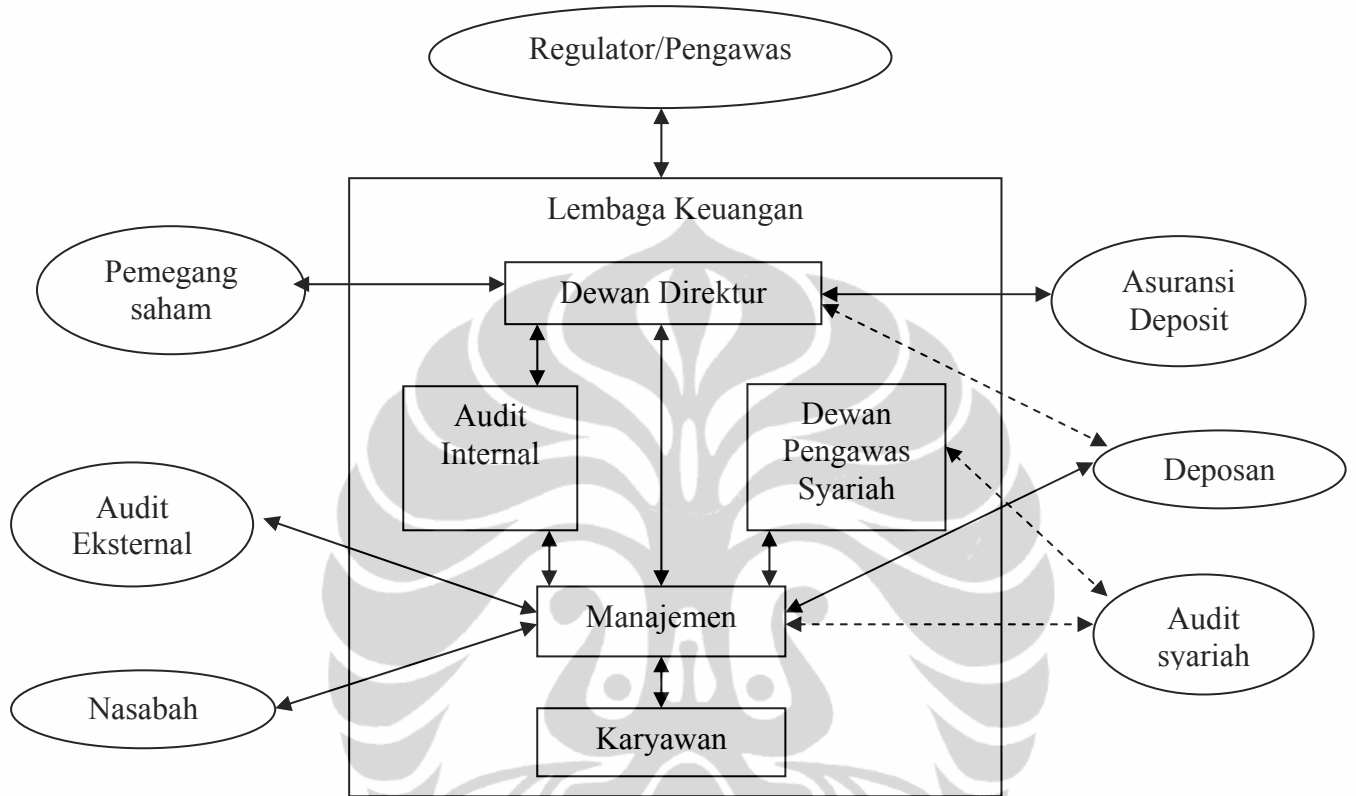 Regulator/Pengawas
Lembaga Keuangan
Pemegang
saham
Dewan Direktur
Asuransi
Deposit
Audit
Internal
Dewan
Pengawas
Syariah
Deposan
Audit
Eksternal
Manajemen
Audit
syariah
Nasabah
Karyawan